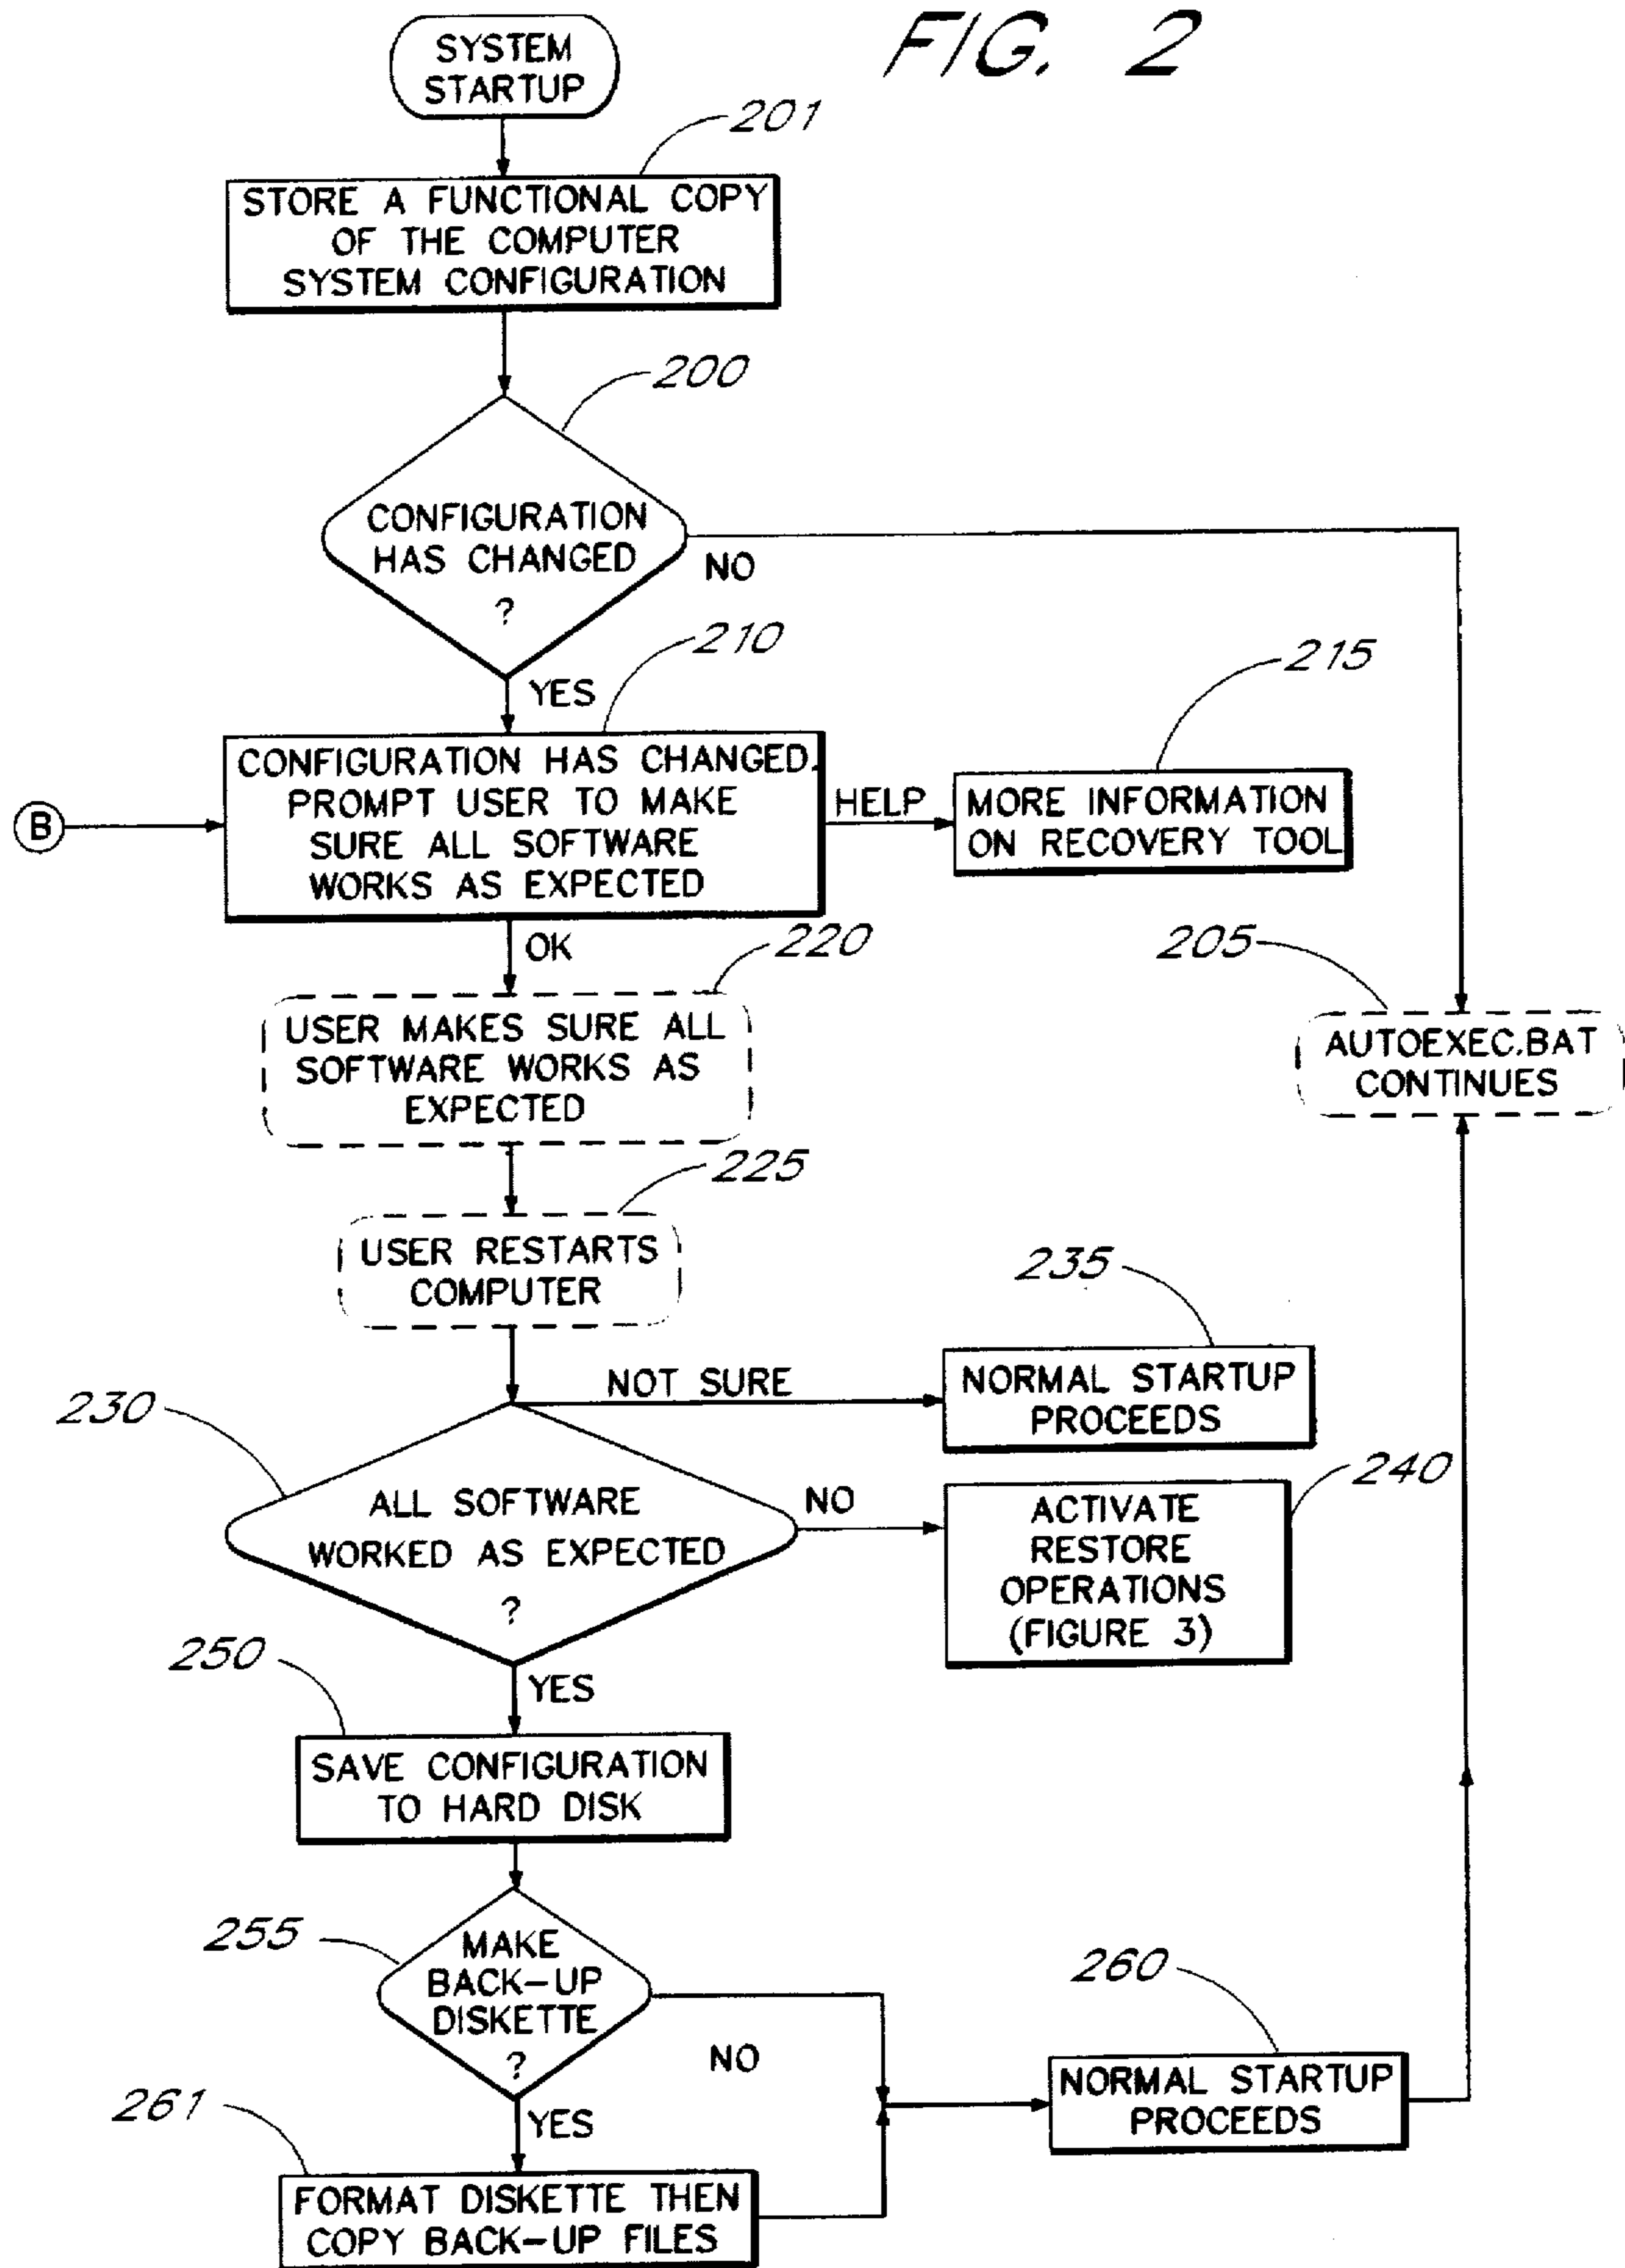 FIG. 2
SYSTEM
STARTUP
201
STORE A FUNCTIONAL COPY
OF THE COMPUTER
SYSTEM CONFIGURATION
200
CONFIGURATION
HAS CHANGED
?
NO
YES
210
215
CONFIGURATION HAS CHANGED.
PROMPT USER TO MAKE
SURE ALL SOFTWARE
WORKS AS EXPECTED
B
HELP
MORE INFORMATION
ON RECOVERY TOOL
OK
220
205
USER MAKES SURE ALL
SOFTWARE WORKS AS
EXPECTED
AUTOEXEC.BAT
CONTINUES
225
USER RESTARTS
COMPUTER
235
NOT SURE
NORMAL STARTUP
PROCEEDS
230
ALL SOFTWARE
WORKED AS EXPECTED
?
NO
240
ACTIVATE
RESTORE
OPERATIONS
(FIGURE 3)
250
YES
SAVE CONFIGURATION
TO HARD DISK
255
MAKE
BACK-UP
DISKETTE
?
NO
260
NORMAL STARTUP
PROCEEDS
261
YES
FORMAT DISKETTE THEN
COPY BACK-UP FILES